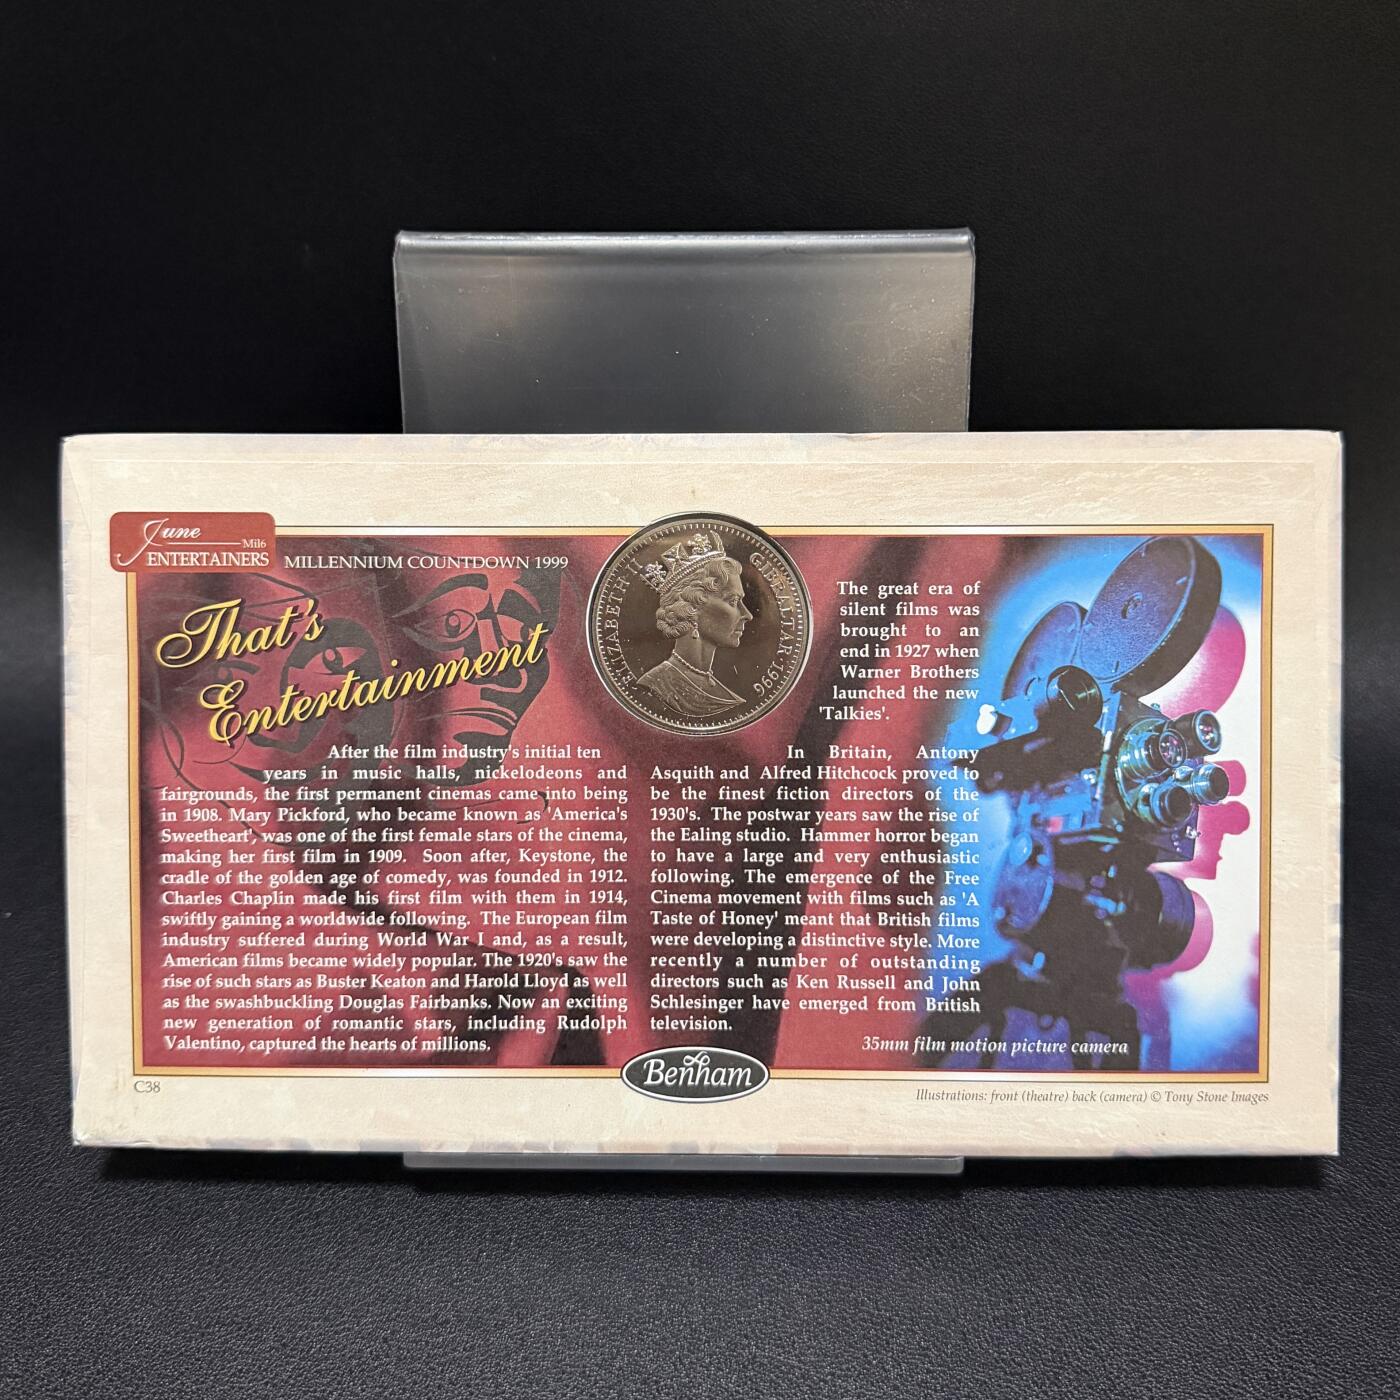 June
Mil6
ENTERTAINERS
MILLENNIUM COUNTDOWN 1999
That's
Entertainment
ELIZABETH II
GIBRALTAR · 1996
After the film industry's initial ten
years in music halls, nickelodeons and
fairgrounds, the first permanent cinemas came into being
in 1908. Mary Pickford, who became known as 'America's
Sweetheart', was one of the first female stars of the cinema,
making her first film in 1909. Soon after, Keystone, the
cradle of the golden age of comedy, was founded in 1912.
Charles Chaplin made his first film with them in 1914,
swiftly gaining a worldwide following. The European film
industry suffered during World War I and, as a result,
American films became widely popular. The 1920's saw the
rise of such stars as Buster Keaton and Harold Lloyd as well
as the swashbuckling Douglas Fairbanks. Now an exciting
new generation of romantic stars, including Rudolph
Valentino, captured the hearts of millions.
The great era of
silent films was
brought to an
end in 1927 when
Warner Brothers
launched the new
'Talkies'.
In Britain, Antony
Asquith and Alfred Hitchcock proved to
be the finest fiction directors of the
1930's. The postwar years saw the rise of
the Ealing studio. Hammer horror began
to have a large and very enthusiastic
following. The emergence of the Free
Cinema movement with films such as 'A
Taste of Honey' meant that British films
were developing a distinctive style. More
recently a number of outstanding
directors such as Ken Russell and John
Schlesinger have emerged from British
television.
35mm film motion picture camera
Benham
C38
Illustrations: front (theatre) back (camera) © Tony Stone Images